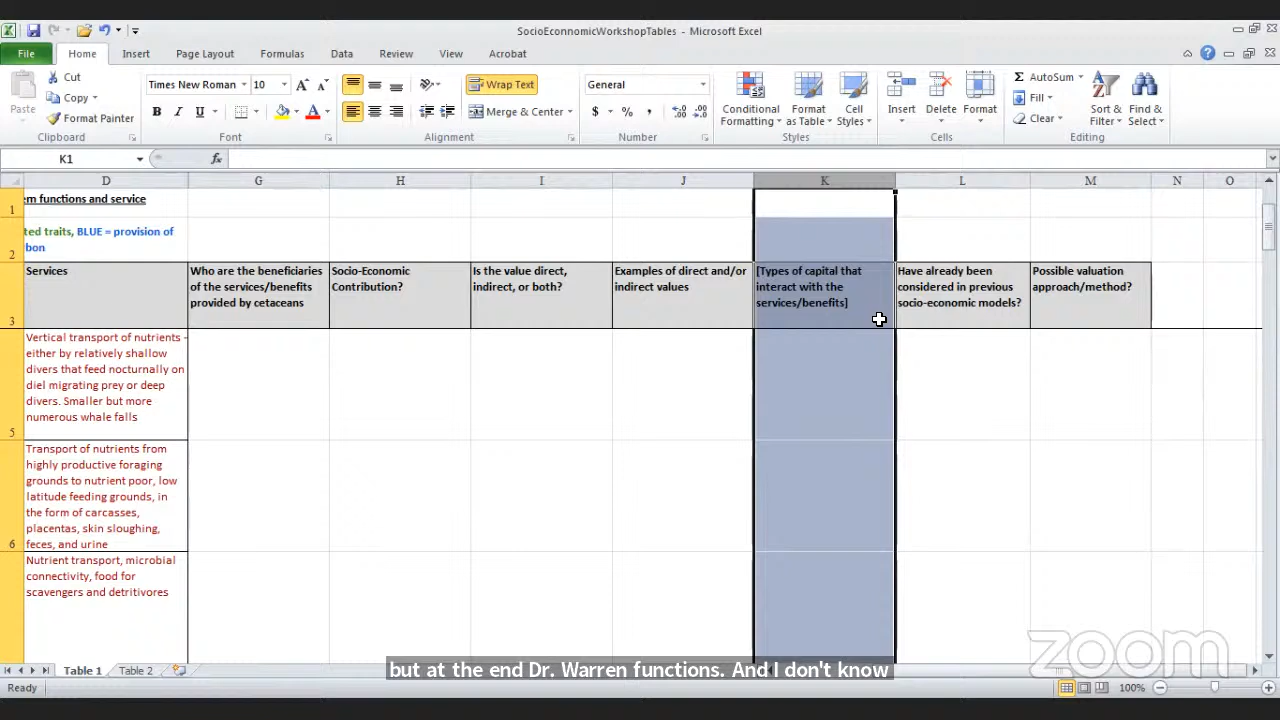 SocioEconnomicWorkshopTables - Microsoft Excel
File Home Insert Page Layout Formulas Data Review View Acrobat
Paste Cut Copy Format Painter
Times New Roman 10
B I U A
Wrap Text
Merge & Center
General
$ % ,
Conditional Formatting Format as Table Cell Styles
Insert Delete Format
AutoSum
Fill
Clear
Sort & Filter Find & Select
Clipboard Font Alignment Number Styles Cells Editing
K1 fx
D G H I J K L M N O
1 em functions and service
2 ted traits, BLUE = provision of
bon
3
Services
Who are the beneficiaries
of the services/benefits
provided by cetaceans
Socio-Economic
Contribution?
Is the value direct,
indirect, or both?
Examples of direct and/or
indirect values
[Types of capital that
interact with the
services/benefits]
Have already been
considered in previous
socio-economic models?
Possible valuation
approach/method?
Vertical transport of nutrients -
either by relatively shallow
divers that feed nocturnally on
diel migrating prey or deep
divers. Smaller but more
numerous whale falls
5
Transport of nutrients from
highly productive foraging
grounds to nutrient poor, low
latitude feeding grounds, in
the form of carcasses,
placentas, skin sloughing,
feces, and urine
6
Nutrient transport, microbial
connectivity, food for
scavengers and detritivores
zoom
Table 1 Table 2
but at the end Dr. Warren functions. And I don't know
Ready 100%